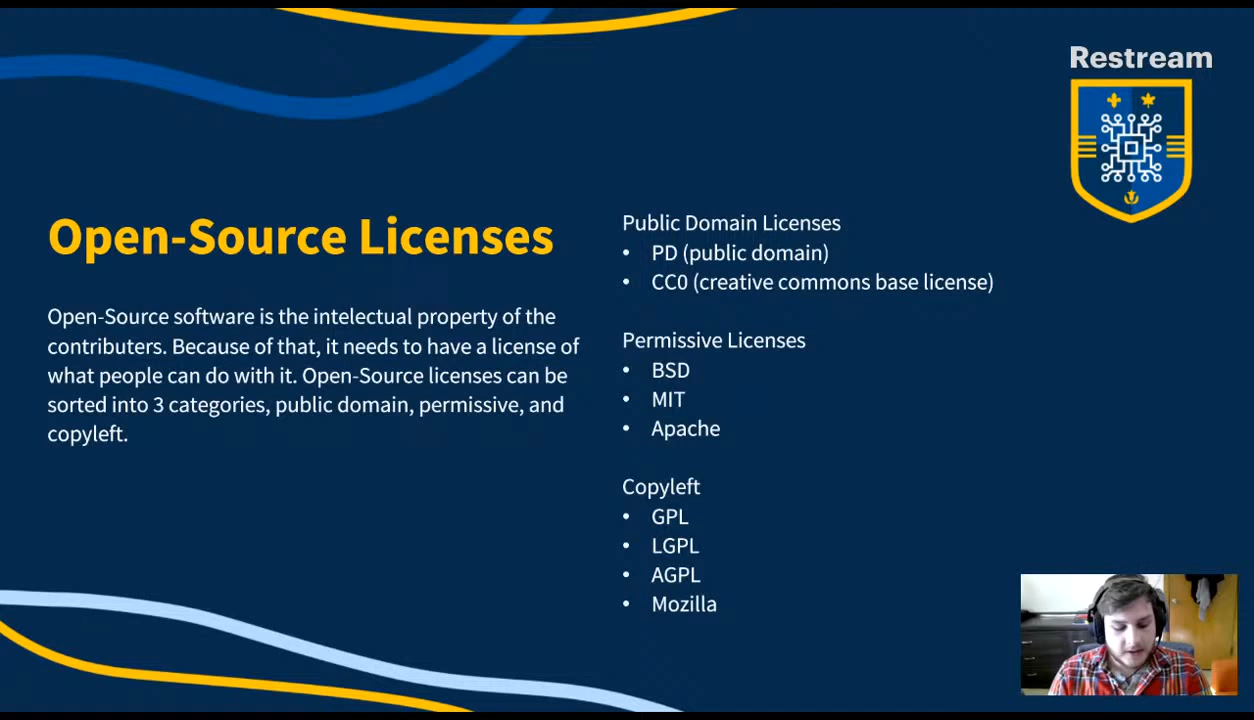 Restream
Open-Source Licenses
Open-Source software is the intelectual property of the
contributers. Because of that, it needs to have a license of
what people can do with it. Open-Source licenses can be
sorted into 3 categories, public domain, permissive, and
copyleft.
Public Domain Licenses
• PD (public domain)
• CC0 (creative commons base license)
Permissive Licenses
• BSD
• MIT
• Apache
Copyleft
• GPL
• LGPL
• AGPL
• Mozilla